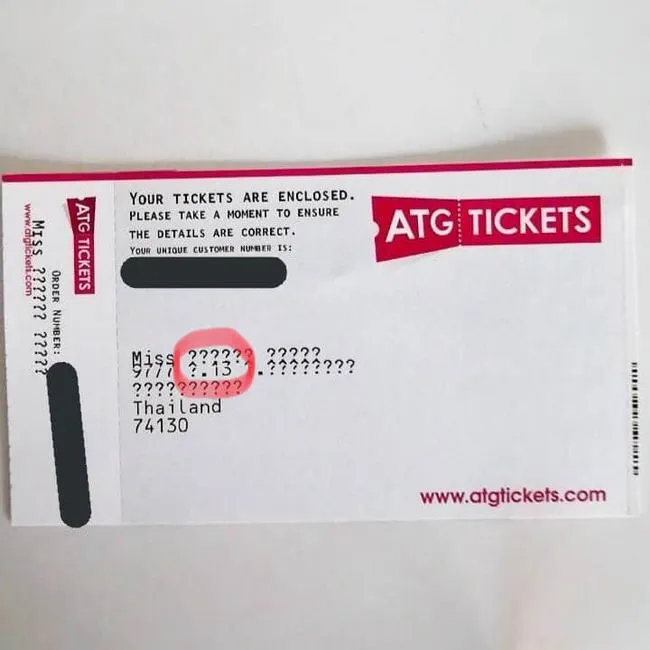 YOUR TICKETS ARE ENCLOSED.
PLEASE TAKE A MOMENT TO ENSURE
THE DETAILS ARE CORRECT.
YOUR UNIQUE CUSTOMER NUMBER IS:
ATG TICKETS
Miss ?????? ?????
9777 ?.13 .????????
??????????
Thailand
74130
www.atgtickets.com
ATG TICKETS
www.atgtickets.com
MISS ?????? ?????
ORDER NUMBER: